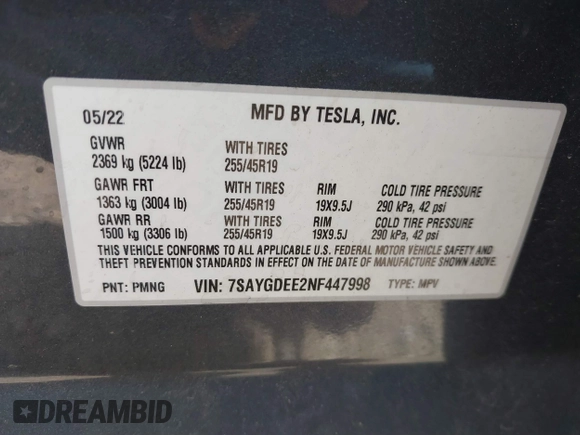 05/22 MFD BY TESLA, INC.
GVWR WITH TIRES
2369 kg (5224 lb) 255/45R19
GAWR FRT WITH TIRES RIM COLD TIRE PRESSURE
1363 kg (3004 lb) 255/45R19 19X9.5J 290 kPa, 42 psi
GAWR RR WITH TIRES RIM COLD TIRE PRESSURE
1500 kg (3306 lb) 255/45R19 19X9.5J 290 kPa, 42 psi
THIS VEHICLE CONFORMS TO ALL APPLICABLE U.S. FEDERAL MOTOR VEHICLE SAFETY AND
THEFT PREVENTION STANDARDS IN EFFECT ON THE DATE OF MANUFACTURE SHOWN ABOVE.
PNT: PMNG VIN: 7SAYGDEE2NF447998 TYPE: MPV
DREAMBID